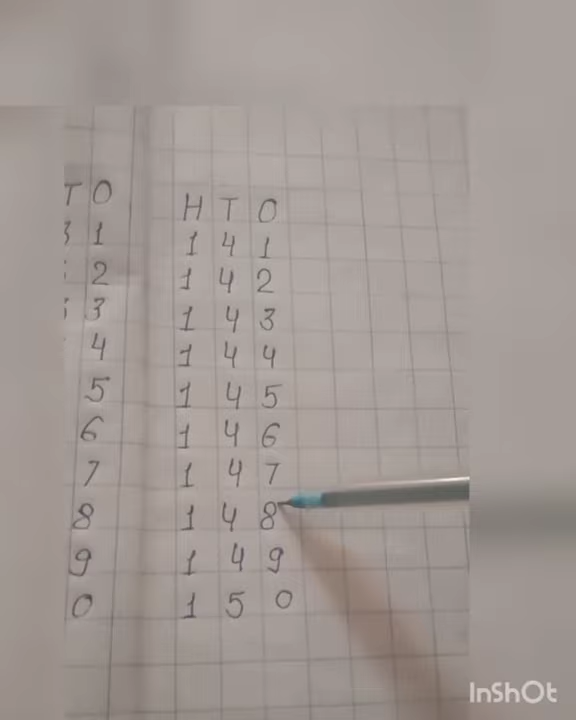 T O
3 1
2
3 3
4
5
6
7
8
9
0
H T O
1 4 1
1 4 2
1 4 3
1 4 4
1 4 5
1 4 6
1 4 7
1 4 8
1 4 9
1 5 0
InShOt